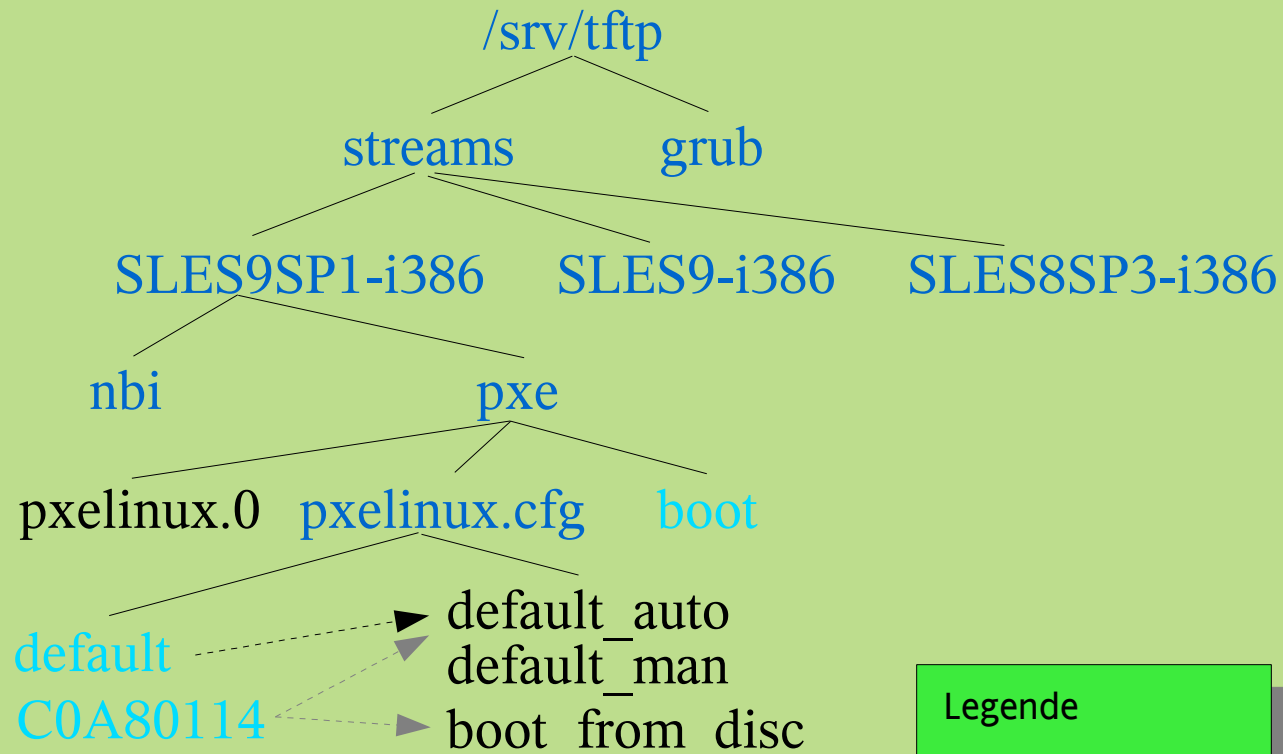 /srv/tftp
streams grub
SLES9SP1-i386 SLES9-i386 SLES8SP3-i386
nbi pxe
pxelinux.0 pxelinux.cfg boot
default_auto
default
default_man
C0A80114
boot_from_disc
Legende